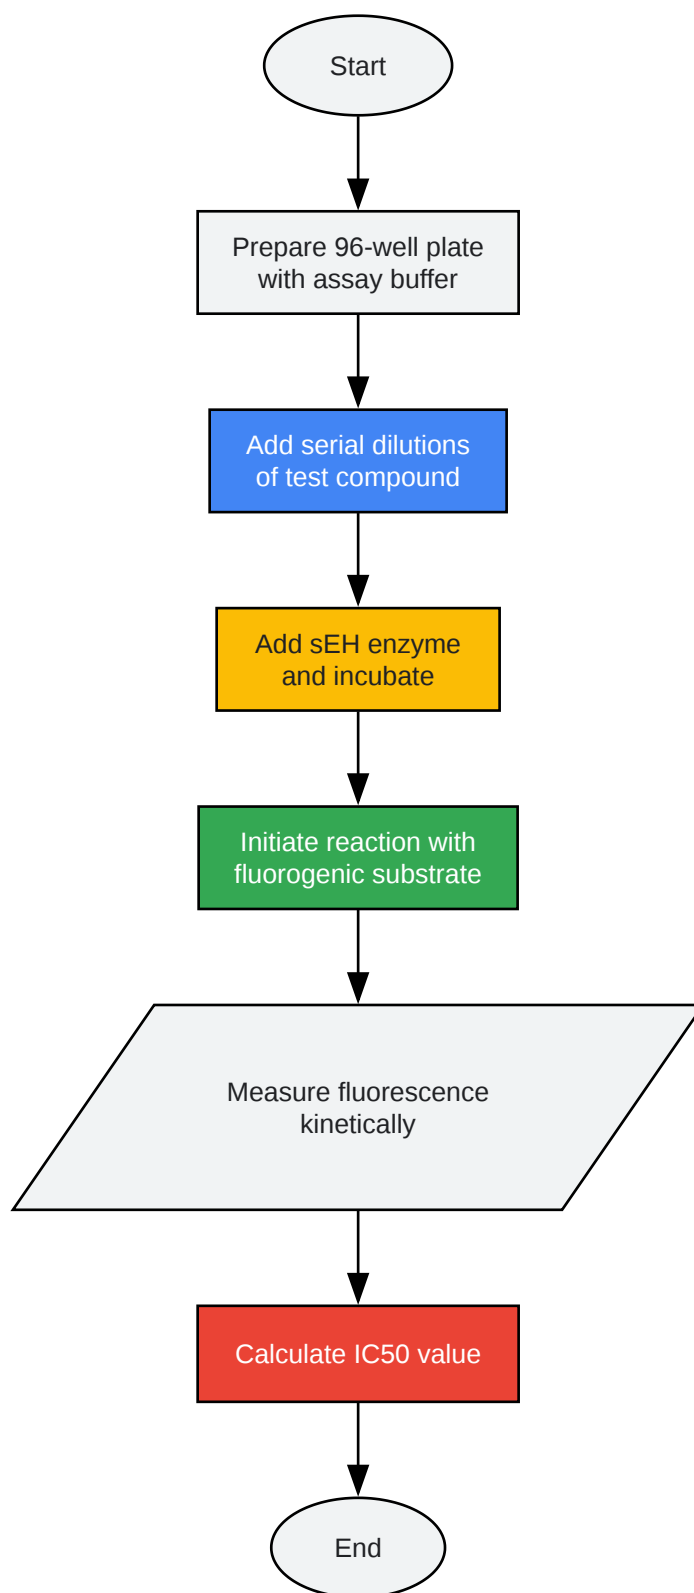 Start
Prepare 96-well plate
with assay buffer
Add serial dilutions
of test compound
Add sEH enzyme
and incubate
Initiate reaction with
fluorogenic substrate
Measure fluorescence
kinetically
Calculate IC50 value
End